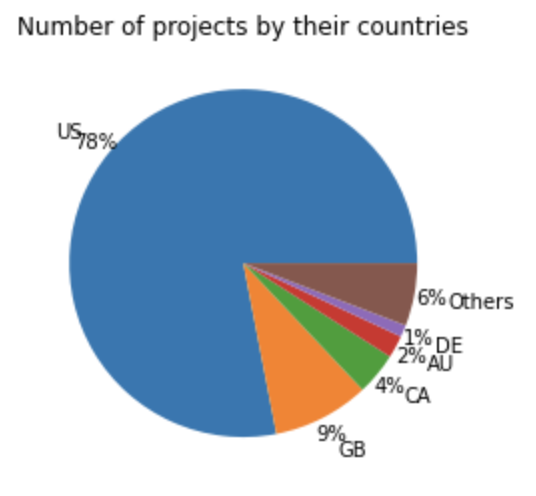 Number of projects by their countries
US
78%
6% Others
1% DE
2% AU
4% CA
9%
GB